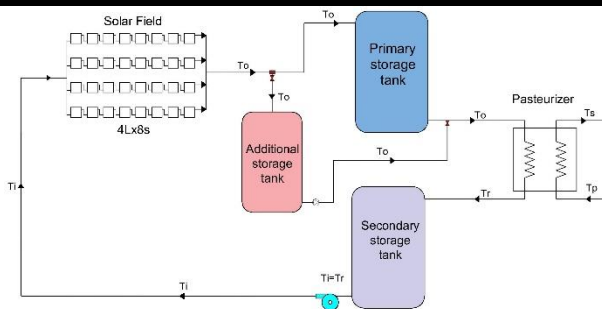 Solar Field
To
To
To
4Lx8s
Primary
storage
tank
Additional
storage
tank
To
To
Pasteurizer
Ts
Tp
Tr
Secondary
storage
tank
Ti
Ti=Tr
Ti